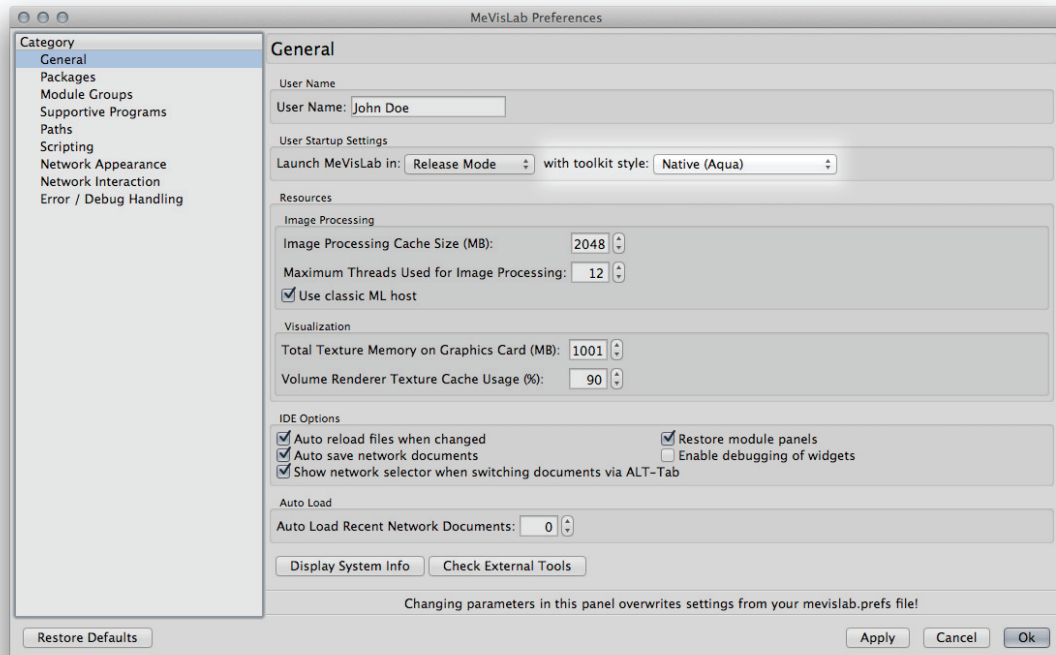 MeVisLab Preferences
Category
General
Packages
Module Groups
Supportive Programs
Paths
Scripting
Network Appearance
Network Interaction
Error / Debug Handling
General
User Name
User Name: John Doe
User Startup Settings
Launch MeVisLab in: Release Mode with toolkit style: Native (Aqua)
Resources
Image Processing
Image Processing Cache Size (MB): 2048
Maximum Threads Used for Image Processing: 12
Use classic ML host
Visualization
Total Texture Memory on Graphics Card (MB): 1001
Volume Renderer Texture Cache Usage (%): 90
IDE Options
Auto reload files when changed Restore module panels
Auto save network documents Enable debugging of widgets
Show network selector when switching documents via ALT-Tab
Auto Load
Auto Load Recent Network Documents: 0
Display System Info Check External Tools
Changing parameters in this panel overwrites settings from your mevislab.prefs file!
Restore Defaults Apply Cancel Ok